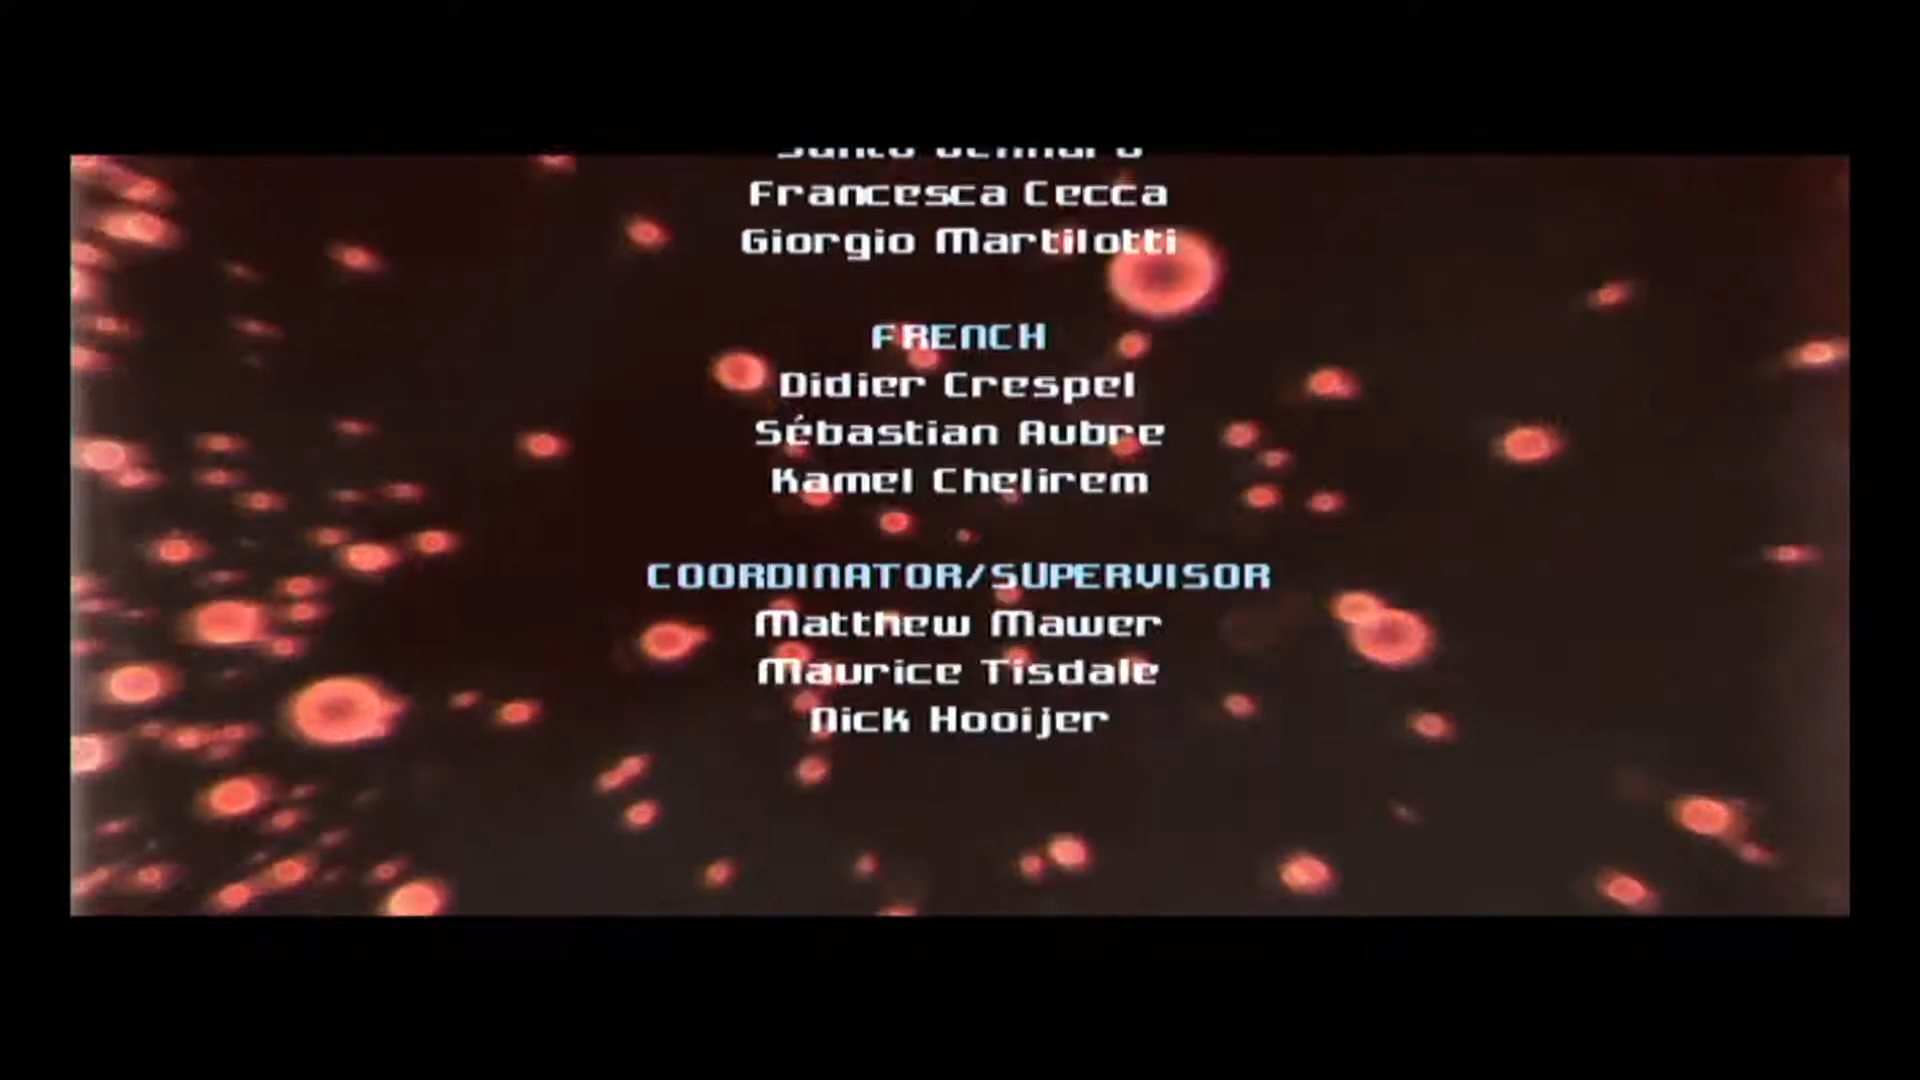 Francesca Cecca
Giorgio Martilotti
FRENCH
Didier Crespel
Sébastian Aubre
Kamel Chelirem
COORDINATOR/SUPERVISOR
Matthew Mawer
Maurice Tisdale
Nick Hooijer